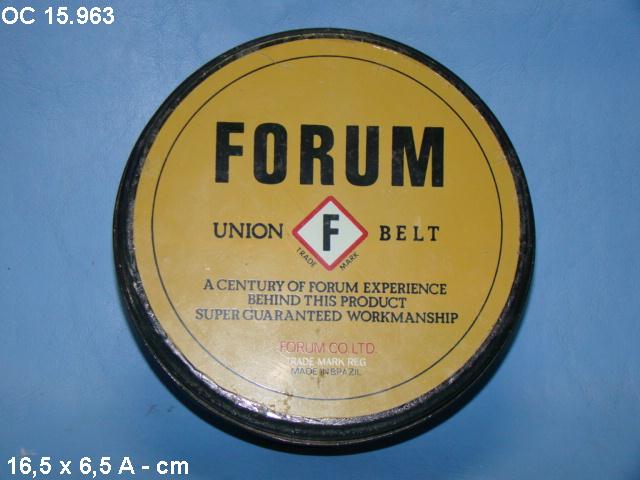 OC 15.963
FORUM
UNION F BELT
TRADE MARK
A CENTURY OF FORUM EXPERIENCE
BEHIND THIS PRODUCT
SUPER GUARANTEED WORKMANSHIP
FORUM CO. LTD.
TRADE MARK REG
MADE IN BRAZIL
16,5 x 6,5 A - cm